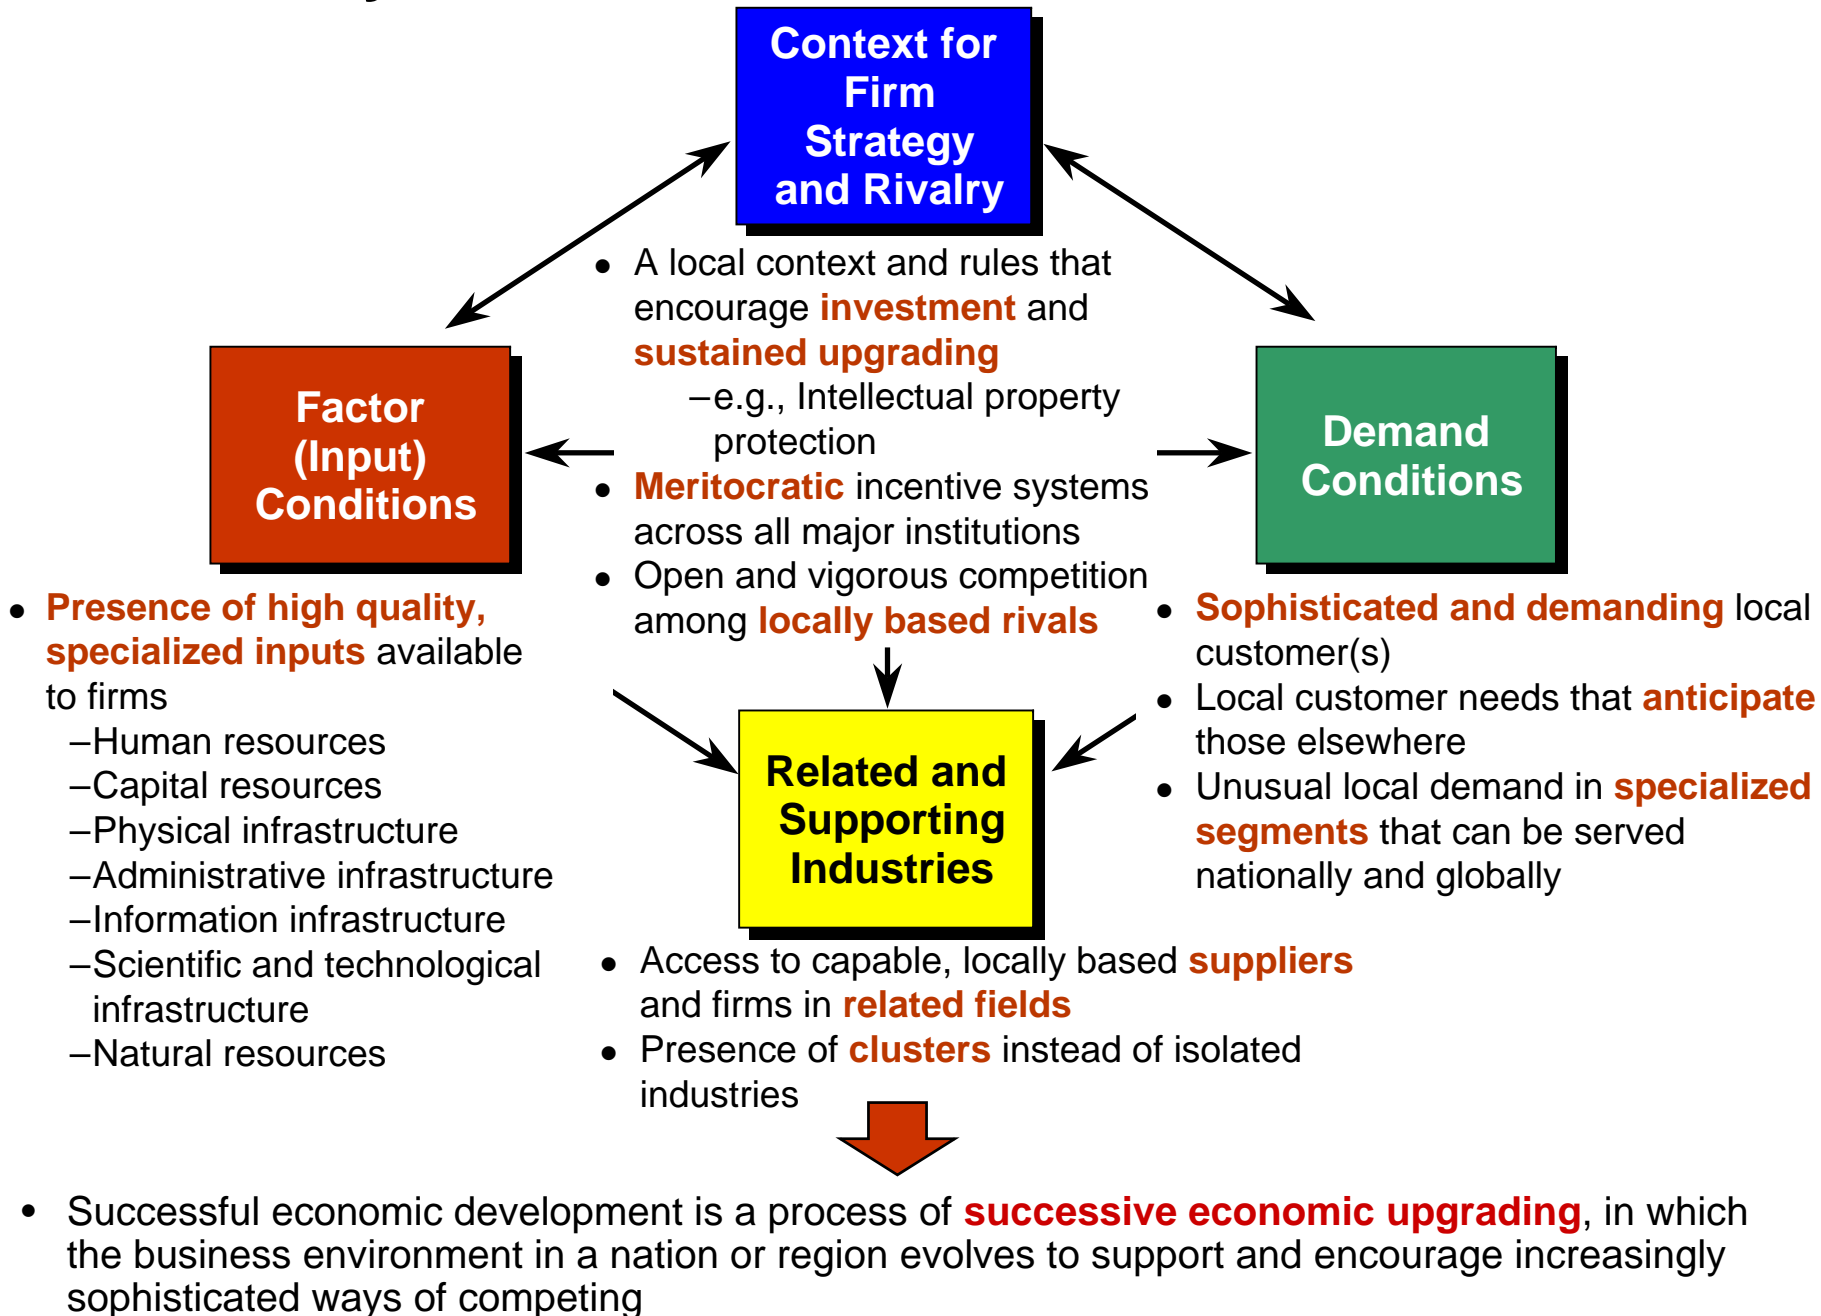 Context for
Firm
Strategy
and Rivalry
● A local context and rules that
encourage investment and
sustained upgrading
–e.g., Intellectual property
protection
● Meritocratic incentive systems
across all major institutions
● Open and vigorous competition
among locally based rivals
Factor
(Input)
Conditions
● Presence of high quality,
specialized inputs available
to firms
–Human resources
–Capital resources
–Physical infrastructure
–Administrative infrastructure
–Information infrastructure
–Scientific and technological
infrastructure
–Natural resources
Demand
Conditions
● Sophisticated and demanding local
customer(s)
● Local customer needs that anticipate
those elsewhere
● Unusual local demand in specialized
segments that can be served
nationally and globally
Related and
Supporting
Industries
● Access to capable, locally based suppliers
and firms in related fields
● Presence of clusters instead of isolated
industries
• Successful economic development is a process of successive economic upgrading, in which
the business environment in a nation or region evolves to support and encourage increasingly
sophisticated ways of competing